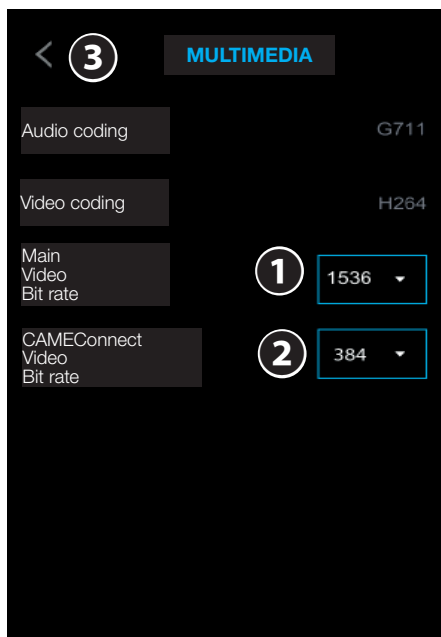 3 MULTIMEDIA
Audio coding G711
Video coding H264
Main
Video
Bit rate
1 1536
CAMEConnect
Video
Bit rate
2 384